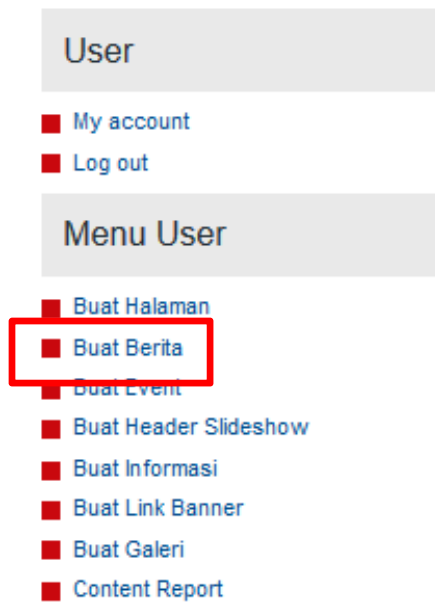 User
My account
Log out
Menu User
Buat Halaman
Buat Berita
Buat Event
Buat Header Slideshow
Buat Informasi
Buat Link Banner
Buat Galeri
Content Report